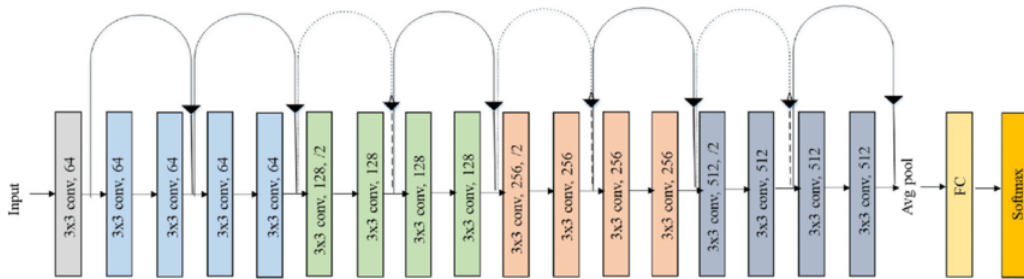 Input
3x3 conv, 64
3x3 conv, 64
3x3 conv, 64
3x3 conv, 64
3x3 conv, 64
3x3 conv, 128, /2
3x3 conv, 128
3x3 conv, 128
3x3 conv, 128
3x3 conv, 256, /2
3x3 conv, 256
3x3 conv, 256
3x3 conv, 256
3x3 conv, 512, /2
3x3 conv, 512
3x3 conv, 512
3x3 conv, 512
Avg pool
FC
Softmax